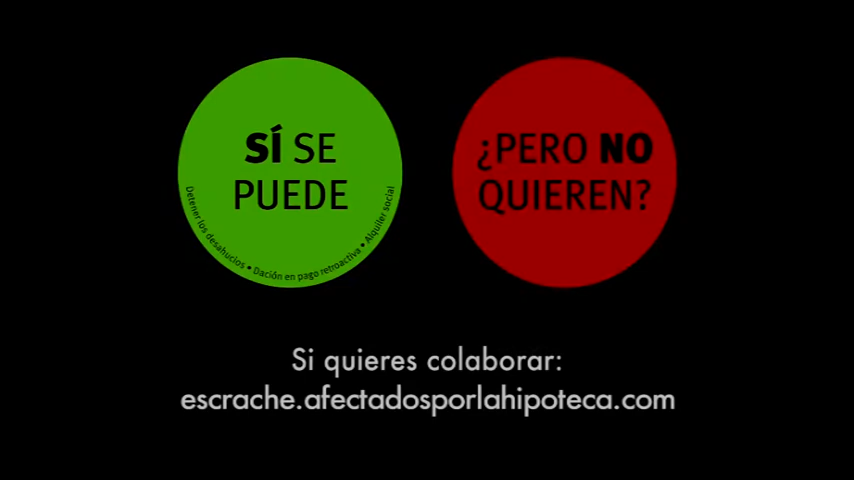 SÍ SE
PUEDE
Detener los desahucios • Dación en pago retroactiva • Alquiler social
¿PERO NO
QUIEREN?
Si quieres colaborar:
escrache.afectadosporlahipoteca.com